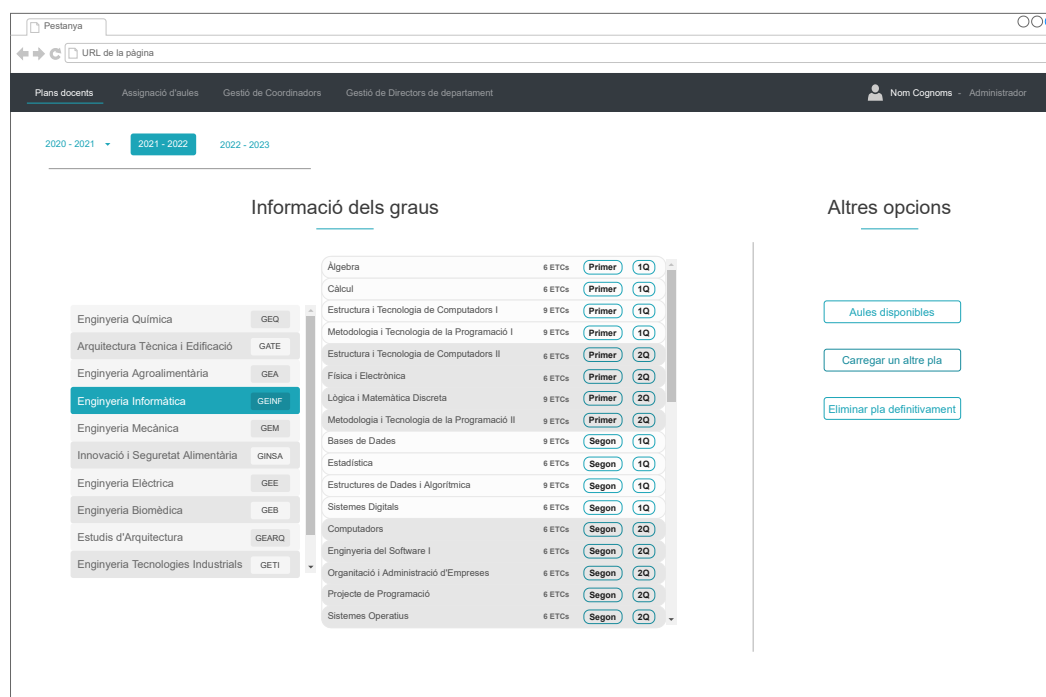 Pestanya
URL de la pàgina
Plans docents Assignació d'aules Gestió de Coordinadors Gestió de Directors de departament Nom Cognoms - Administrador
2020 - 2021 2021 - 2022 2022 - 2023
Informació dels graus
Altres opcions
Enginyeria Química GEQ
Arquitectura Tècnica i Edificació GATE
Enginyeria Agroalimentària GEA
Enginyeria Informàtica GEINF
Enginyeria Mecànica GEM
Innovació i Seguretat Alimentària GINSA
Enginyeria Elèctrica GEE
Enginyeria Biomèdica GEB
Estudis d'Arquitectura GEARQ
Enginyeria Tecnologies Industrials GETI
Àlgebra 6 ETCs Primer 1Q
Càlcul 6 ETCs Primer 1Q
Estructura i Tecnologia de Computadors I 9 ETCs Primer 1Q
Metodologia i Tecnologia de la Programació I 9 ETCs Primer 1Q
Estructura i Tecnologia de Computadors II 6 ETCs Primer 2Q
Física i Electrònica 6 ETCs Primer 2Q
Lògica i Matemàtica Discreta 9 ETCs Primer 2Q
Metodologia i Tecnologia de la Programació II 9 ETCs Primer 2Q
Bases de Dades 9 ETCs Segon 1Q
Estadística 6 ETCs Segon 1Q
Estructures de Dades i Algorítmica 9 ETCs Segon 1Q
Sistemes Digitals 6 ETCs Segon 1Q
Computadors 6 ETCs Segon 2Q
Enginyeria del Software I 6 ETCs Segon 2Q
Organitació i Administració d'Empreses 6 ETCs Segon 2Q
Projecte de Programació 6 ETCs Segon 2Q
Sistemes Operatius 6 ETCs Segon 2Q
Aules disponibles
Carregar un altre pla
Eliminar pla definitivament